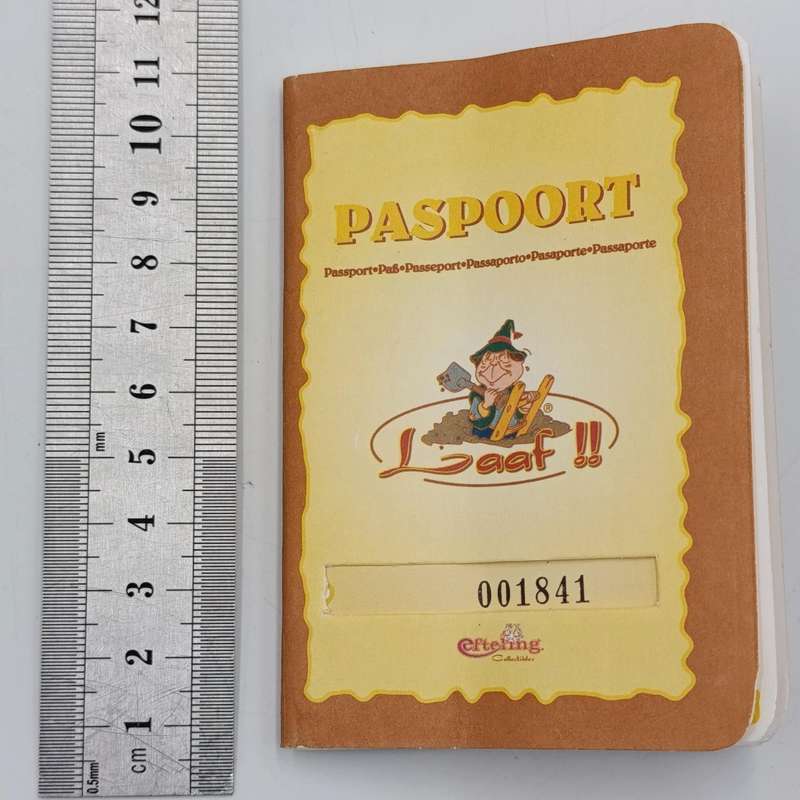 PASPOORT
Passport•Paß•Passeport•Passaporto•Pasaporte•Passaporte
®
Laaf !!
001841
efteling.
Collectibles
12
11
10
9
8
7
6
mm
5
4
3
2
1
cm
0.5mm